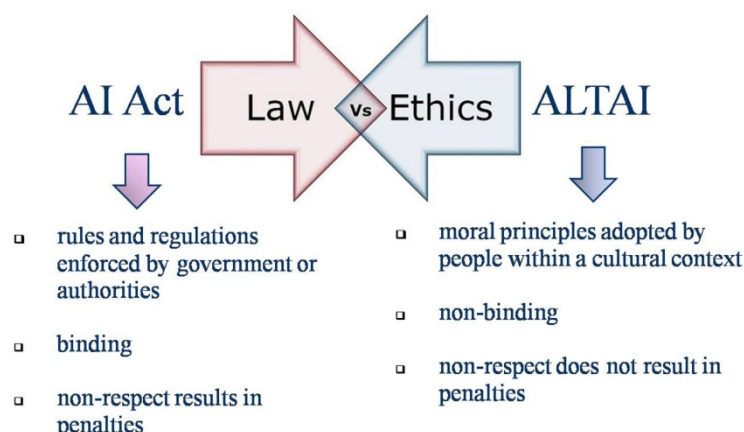 AI Act
Law
Vs
Ethics
ALTAI
rules and regulations
enforced by government or
authorities
binding
non-respect results in
penalties
moral principles adopted by
people within a cultural context
non-binding
non-respect does not result in
penalties